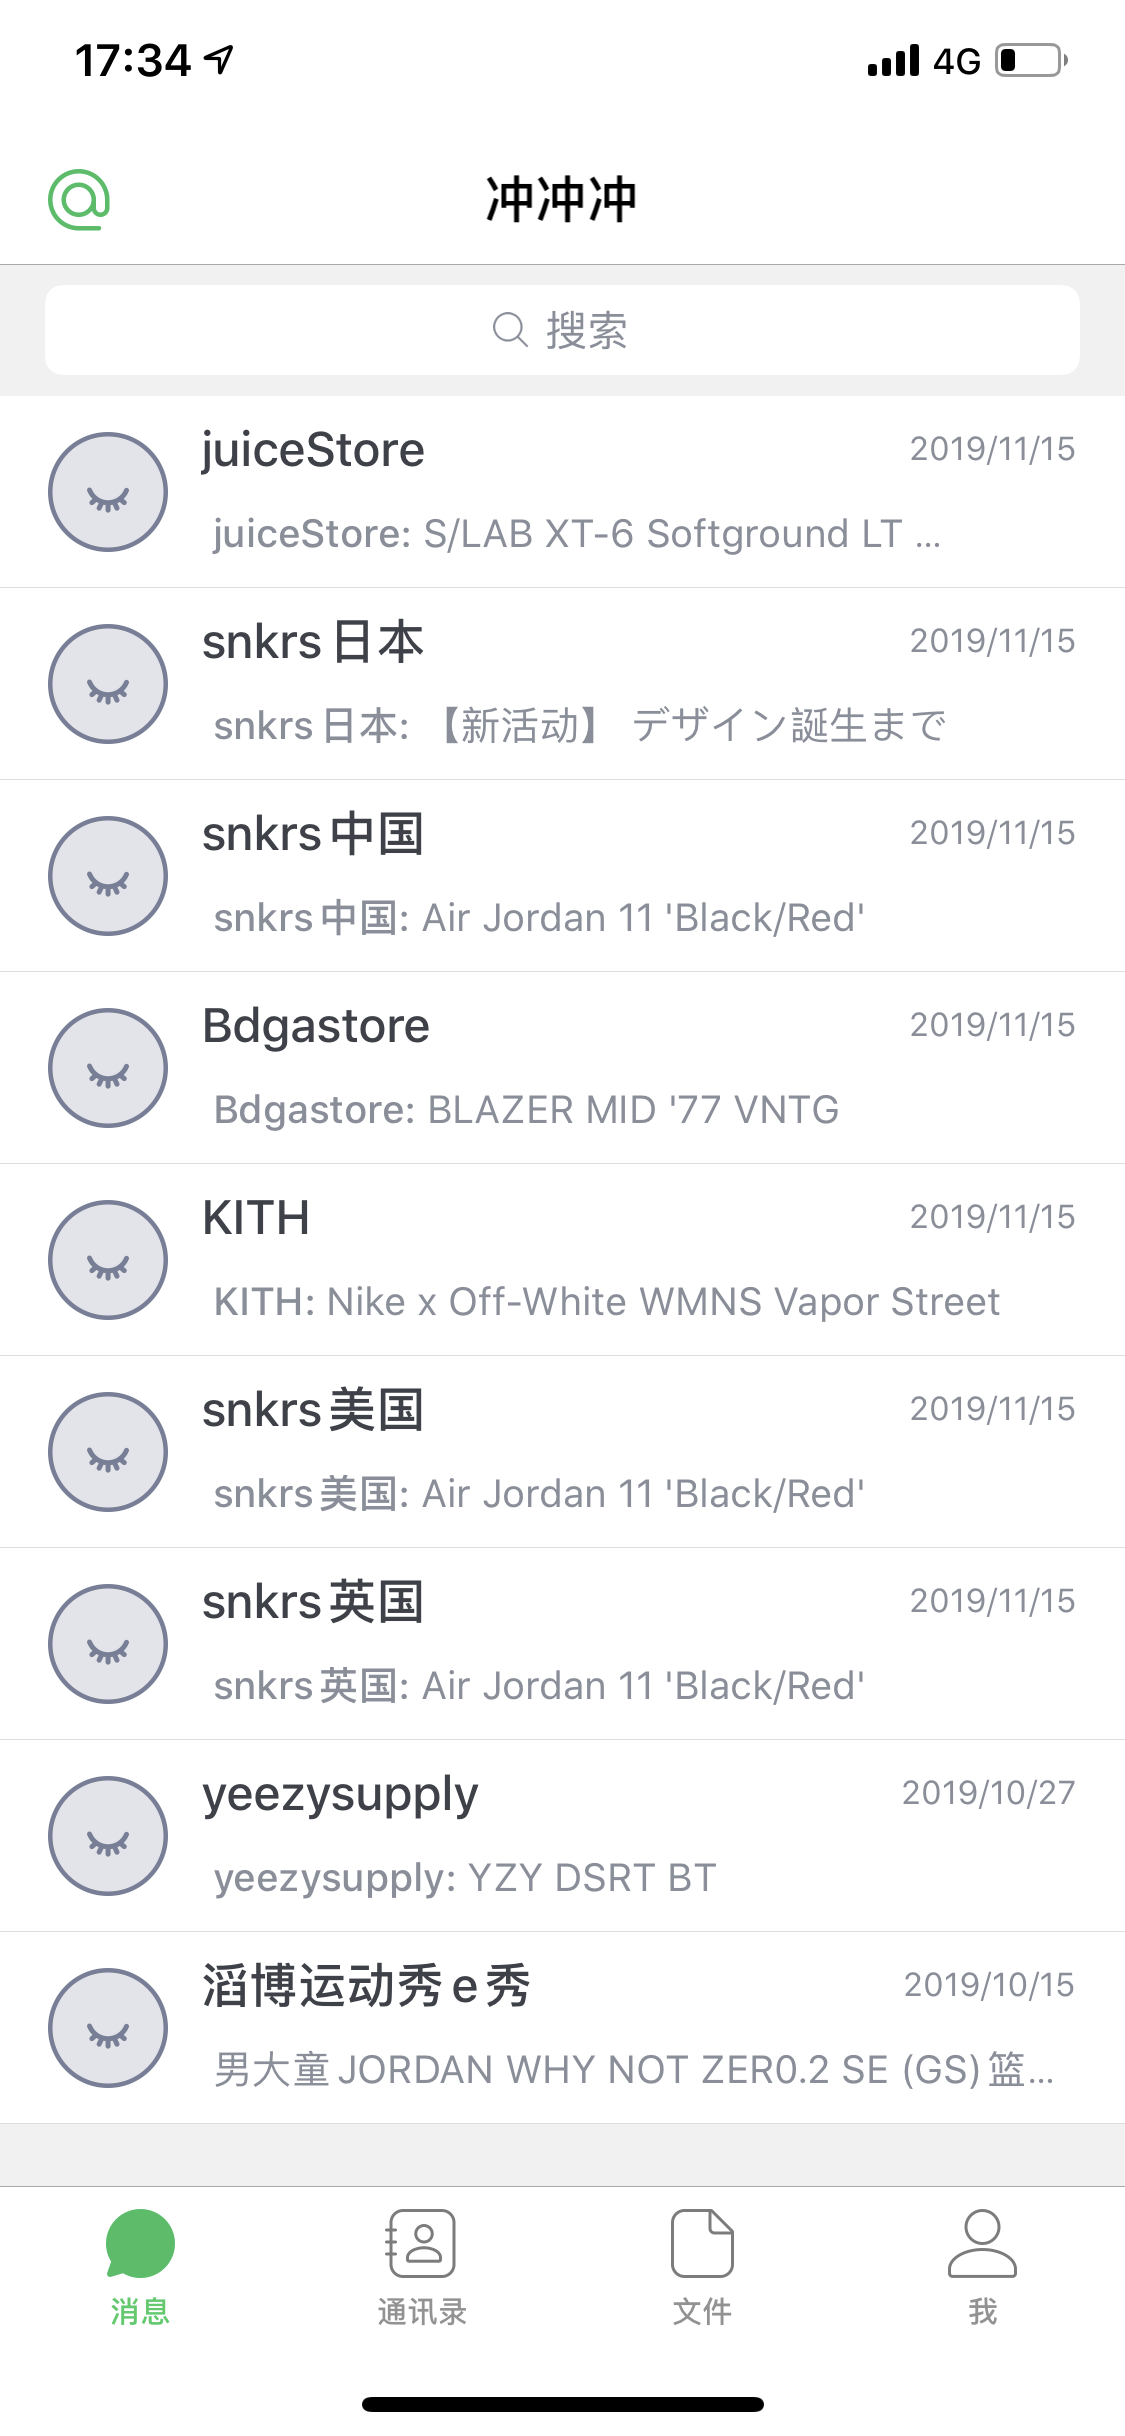 17:34
4G
冲冲冲
搜索
juiceStore
2019/11/15
juiceStore: S/LAB XT-6 Softground LT ...
snkrs日本
2019/11/15
snkrs日本: 【新活动】 デザイン誕生まで
snkrs中国
2019/11/15
snkrs中国: Air Jordan 11 'Black/Red'
Bdgastore
2019/11/15
Bdgastore: BLAZER MID '77 VNTG
KITH
2019/11/15
KITH: Nike x Off-White WMNS Vapor Street
snkrs美国
2019/11/15
snkrs美国: Air Jordan 11 'Black/Red'
snkrs英国
2019/11/15
snkrs英国: Air Jordan 11 'Black/Red'
yeezysupply
2019/10/27
yeezysupply: YZY DSRT BT
滔博运动秀e秀
2019/10/15
男大童JORDAN WHY NOT ZER0.2 SE (GS)篮...
消息
通讯录
文件
我